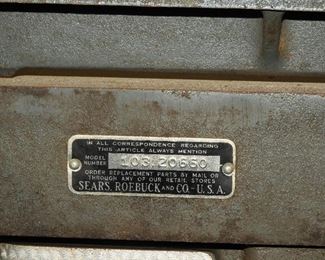 IN ALL CORRESPONDENCE REGARDING
THIS ARTICLE ALWAYS MENTION
MODEL NUMBER 103.20660
ORDER REPLACEMENT PARTS BY MAIL OR
THROUGH ANY OF OUR RETAIL STORES
SEARS, ROEBUCK AND CO.-U.S.A.